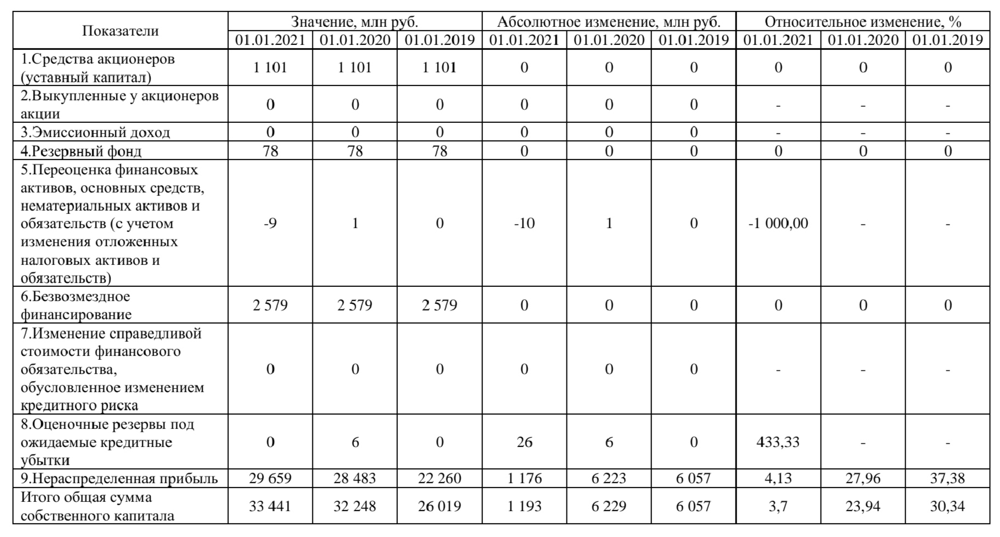 Показатели Значение, млн руб. Абсолютное изменение, млн руб. Относительное изменение, %
01.01.2021 01.01.2020 01.01.2019 01.01.2021 01.01.2020 01.01.2019 01.01.2021 01.01.2020 01.01.2019
1.Средства акционеров
(уставный капитал) 1 101 1 101 1 101 0 0 0 0 0 0
2.Выкупленные у акционеров
акции 0 0 0 0 0 0 - - -
3.Эмиссионный доход 0 0 0 0 0 0 - - -
4.Резервный фонд 78 78 78 0 0 0 0 0 0
5.Переоценка финансовых
активов, основных средств,
нематериальных активов и
обязательств (с учетом -9 1 0 -10 1 0 -1 000,00 - -
изменения отложенных
налоговых активов и
обязательств)
6.Безвозмездное
финансирование 2 579 2 579 2 579 0 0 0 0 0 0
7.Изменение справедливой
стоимости финансового
обязательства, 0 0 0 0 0 0 - - -
обусловленное изменением
кредитного риска
8.Оценочные резервы под
ожидаемые кредитные 0 6 0 26 6 0 433,33 - -
убытки
9.Нераспределенная прибыль 29 659 28 483 22 260 1 176 6 223 6 057 4,13 27,96 37,38
Итого общая сумма
собственного капитала 33 441 32 248 26 019 1 193 6 229 6 057 3,7 23,94 30,34